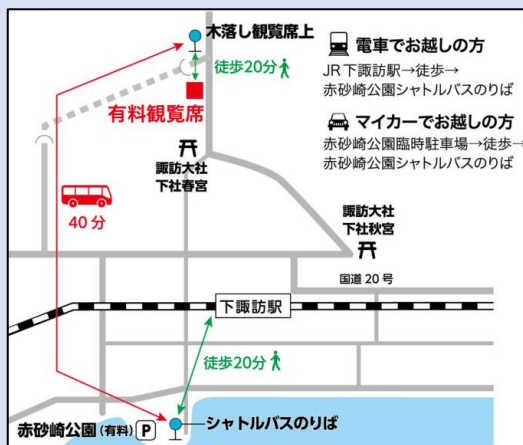 木落し観覧席上
徒歩20分
有料観覧席
電車でお越しの方
JR下諏訪駅→徒歩→
赤砂崎公園シャトルバスのりば
マイカーでお越しの方
赤砂崎公園臨時駐車場→徒歩→
赤砂崎公園シャトルバスのりば
諏訪大社
下社春宮
40分
諏訪大社
下社秋宮
国道20号
下諏訪駅
徒歩20分
赤砂崎公園(有料)P
シャトルバスのりば